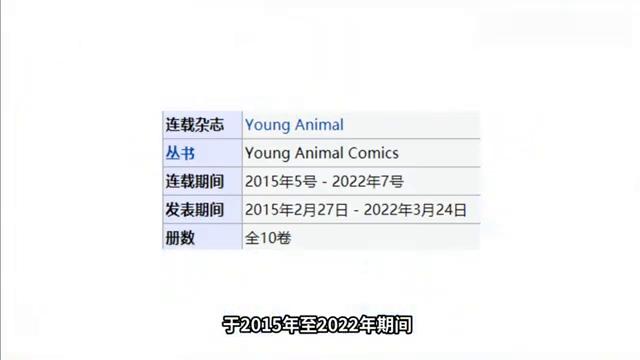 连载杂志 Young Animal
丛书 Young Animal Comics
连载期间 2015年5号 - 2022年7号
发表期间 2015年2月27日 - 2022年3月24日
册数 全10卷
于2015年至2022年期间